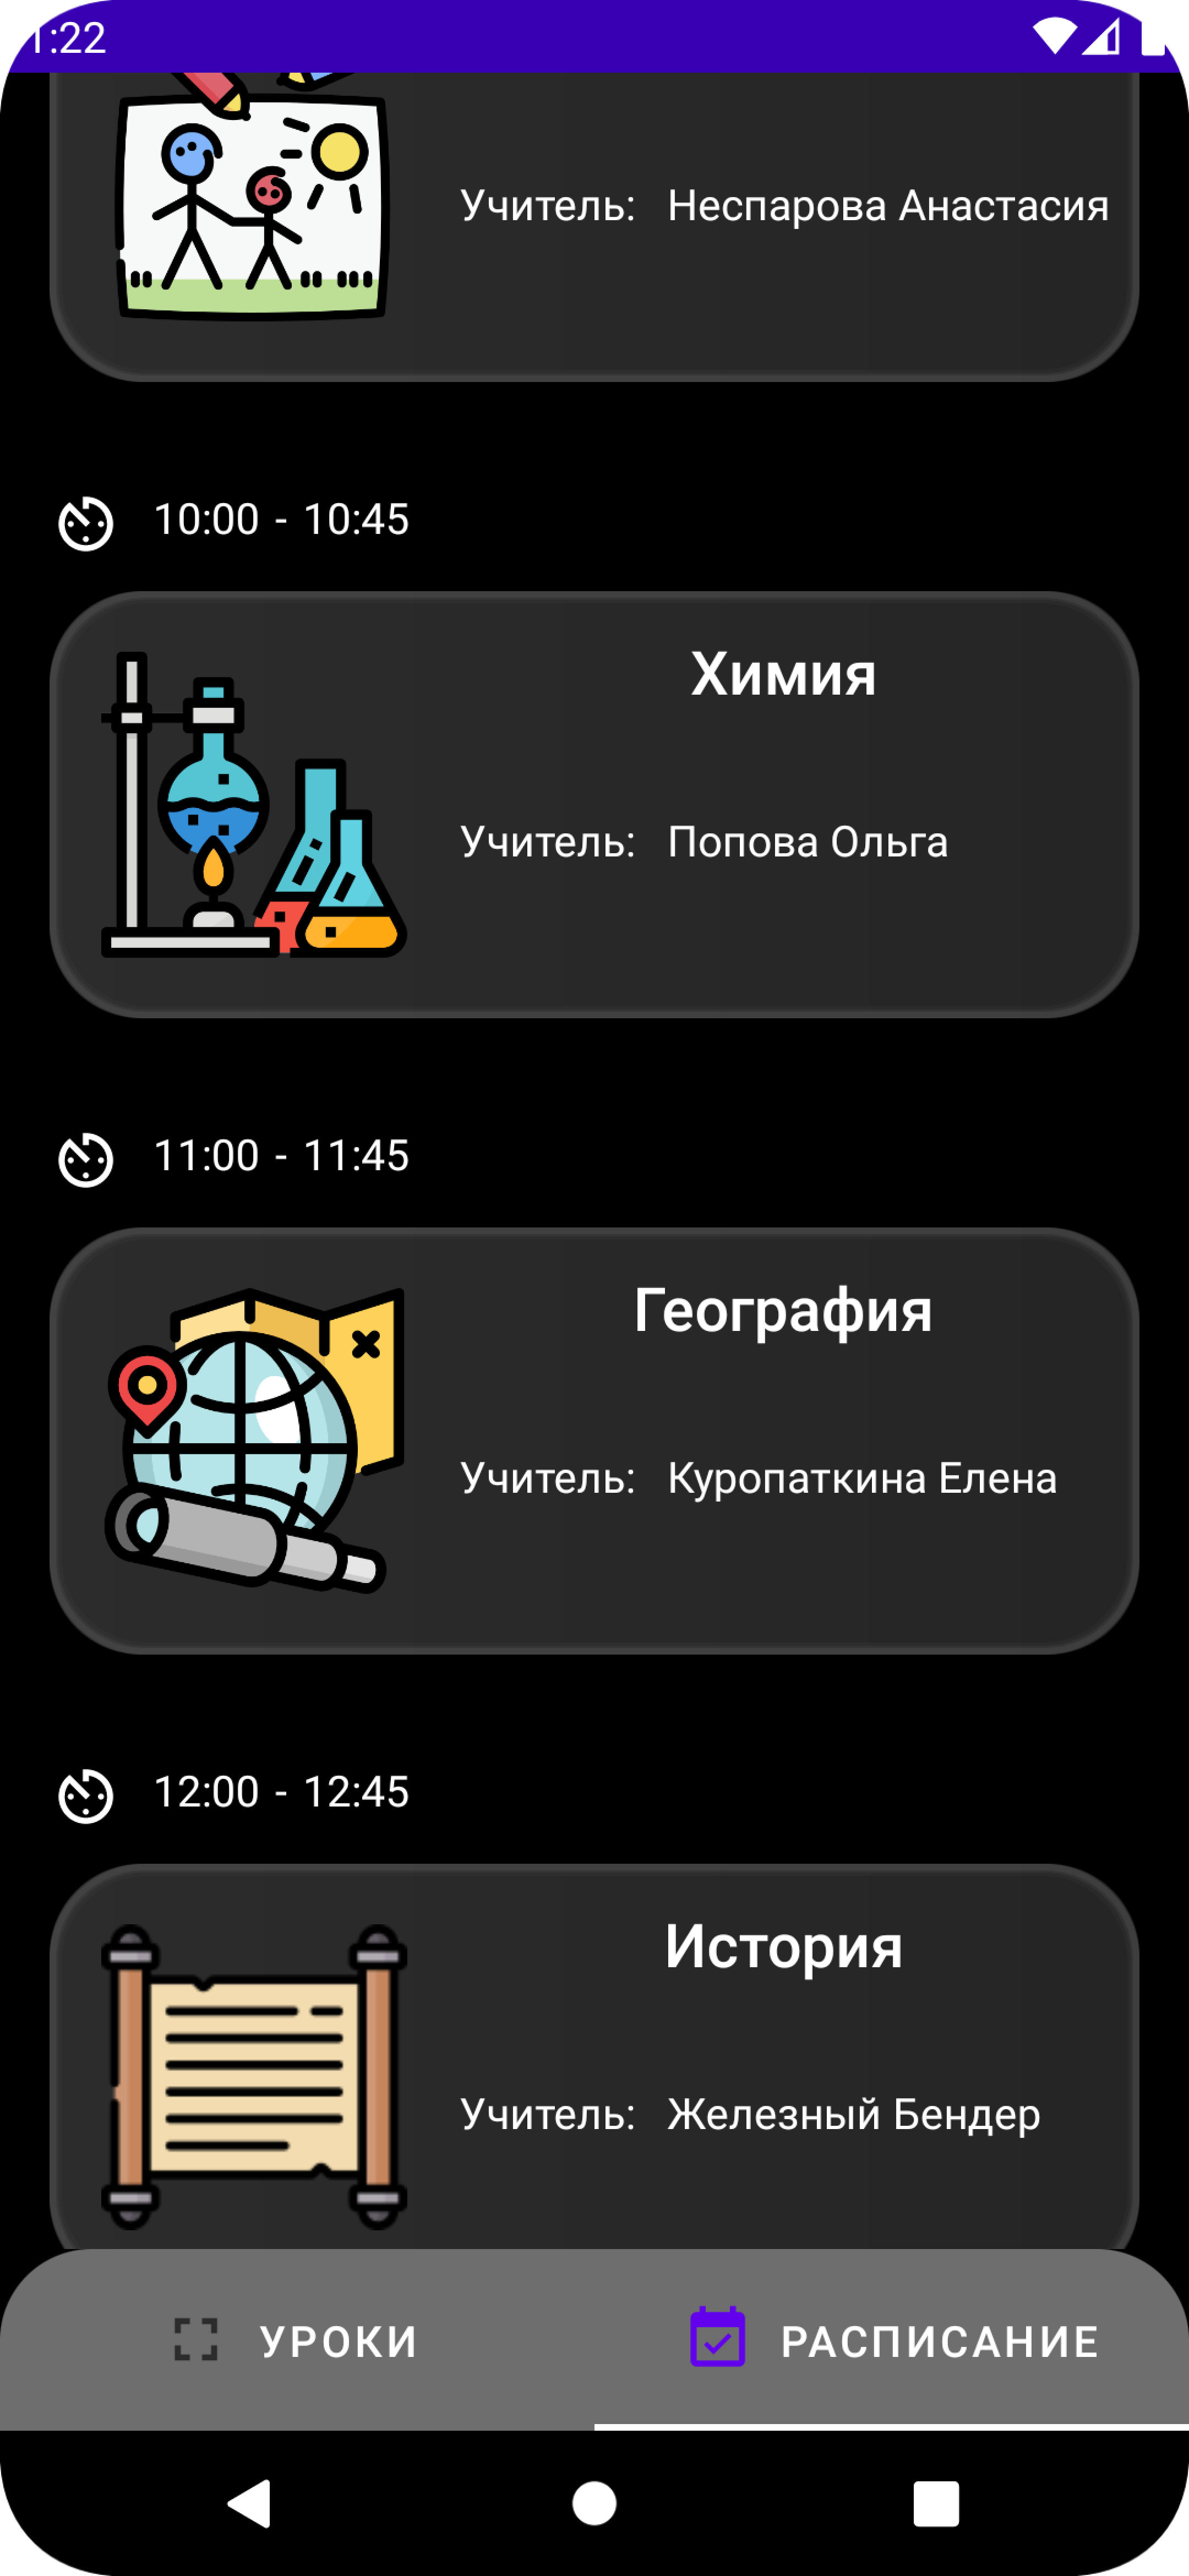 1:22
Учитель: Неспарова Анастасия
10:00 - 10:45
Химия
Учитель: Попова Ольга
11:00 - 11:45
География
Учитель: Куропаткина Елена
12:00 - 12:45
История
Учитель: Железный Бендер
УРОКИ
РАСПИСАНИЕ